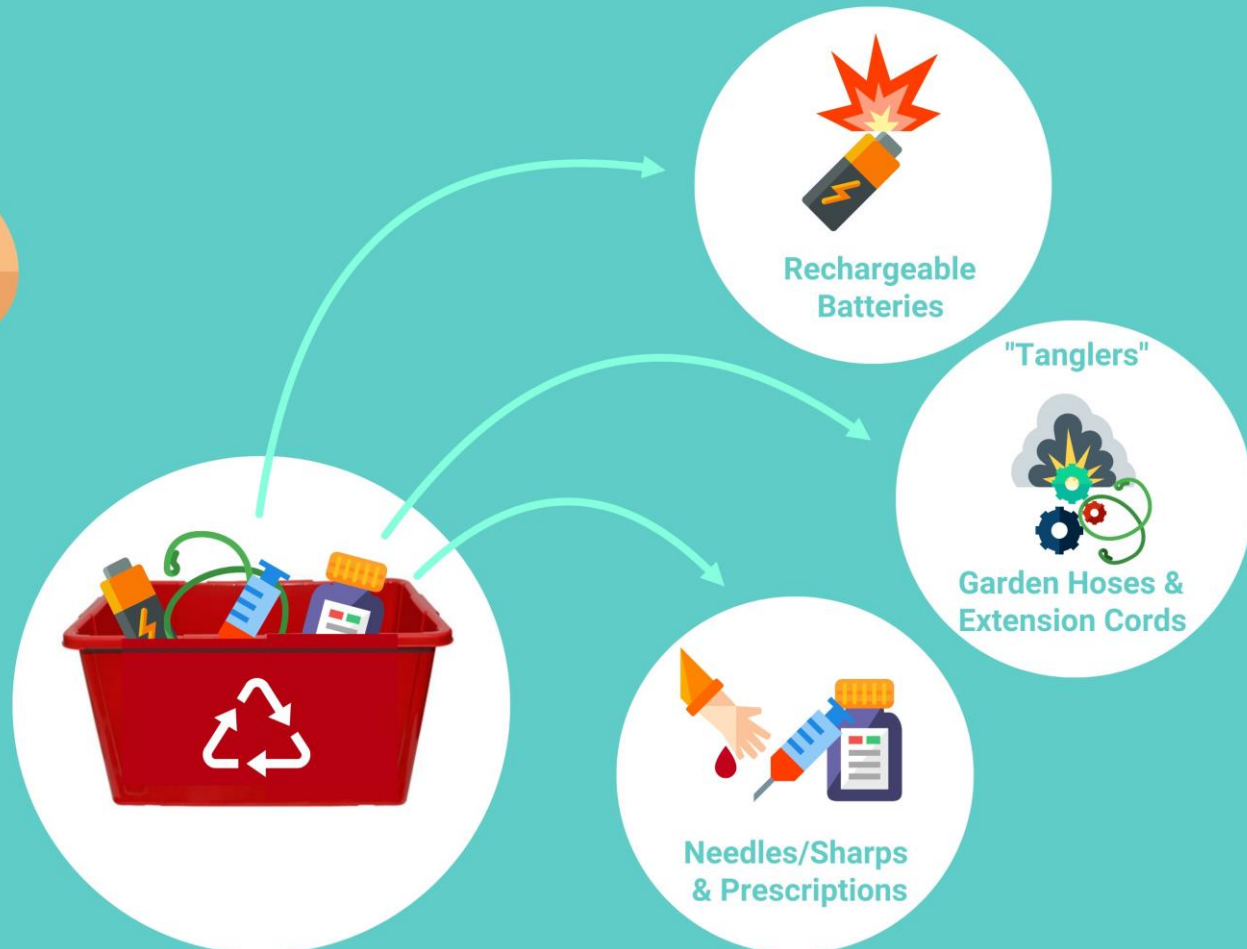 Rechargeable
Batteries
"Tanglers"
Garden Hoses &
Extension Cords
Needles/Sharps
& Prescriptions